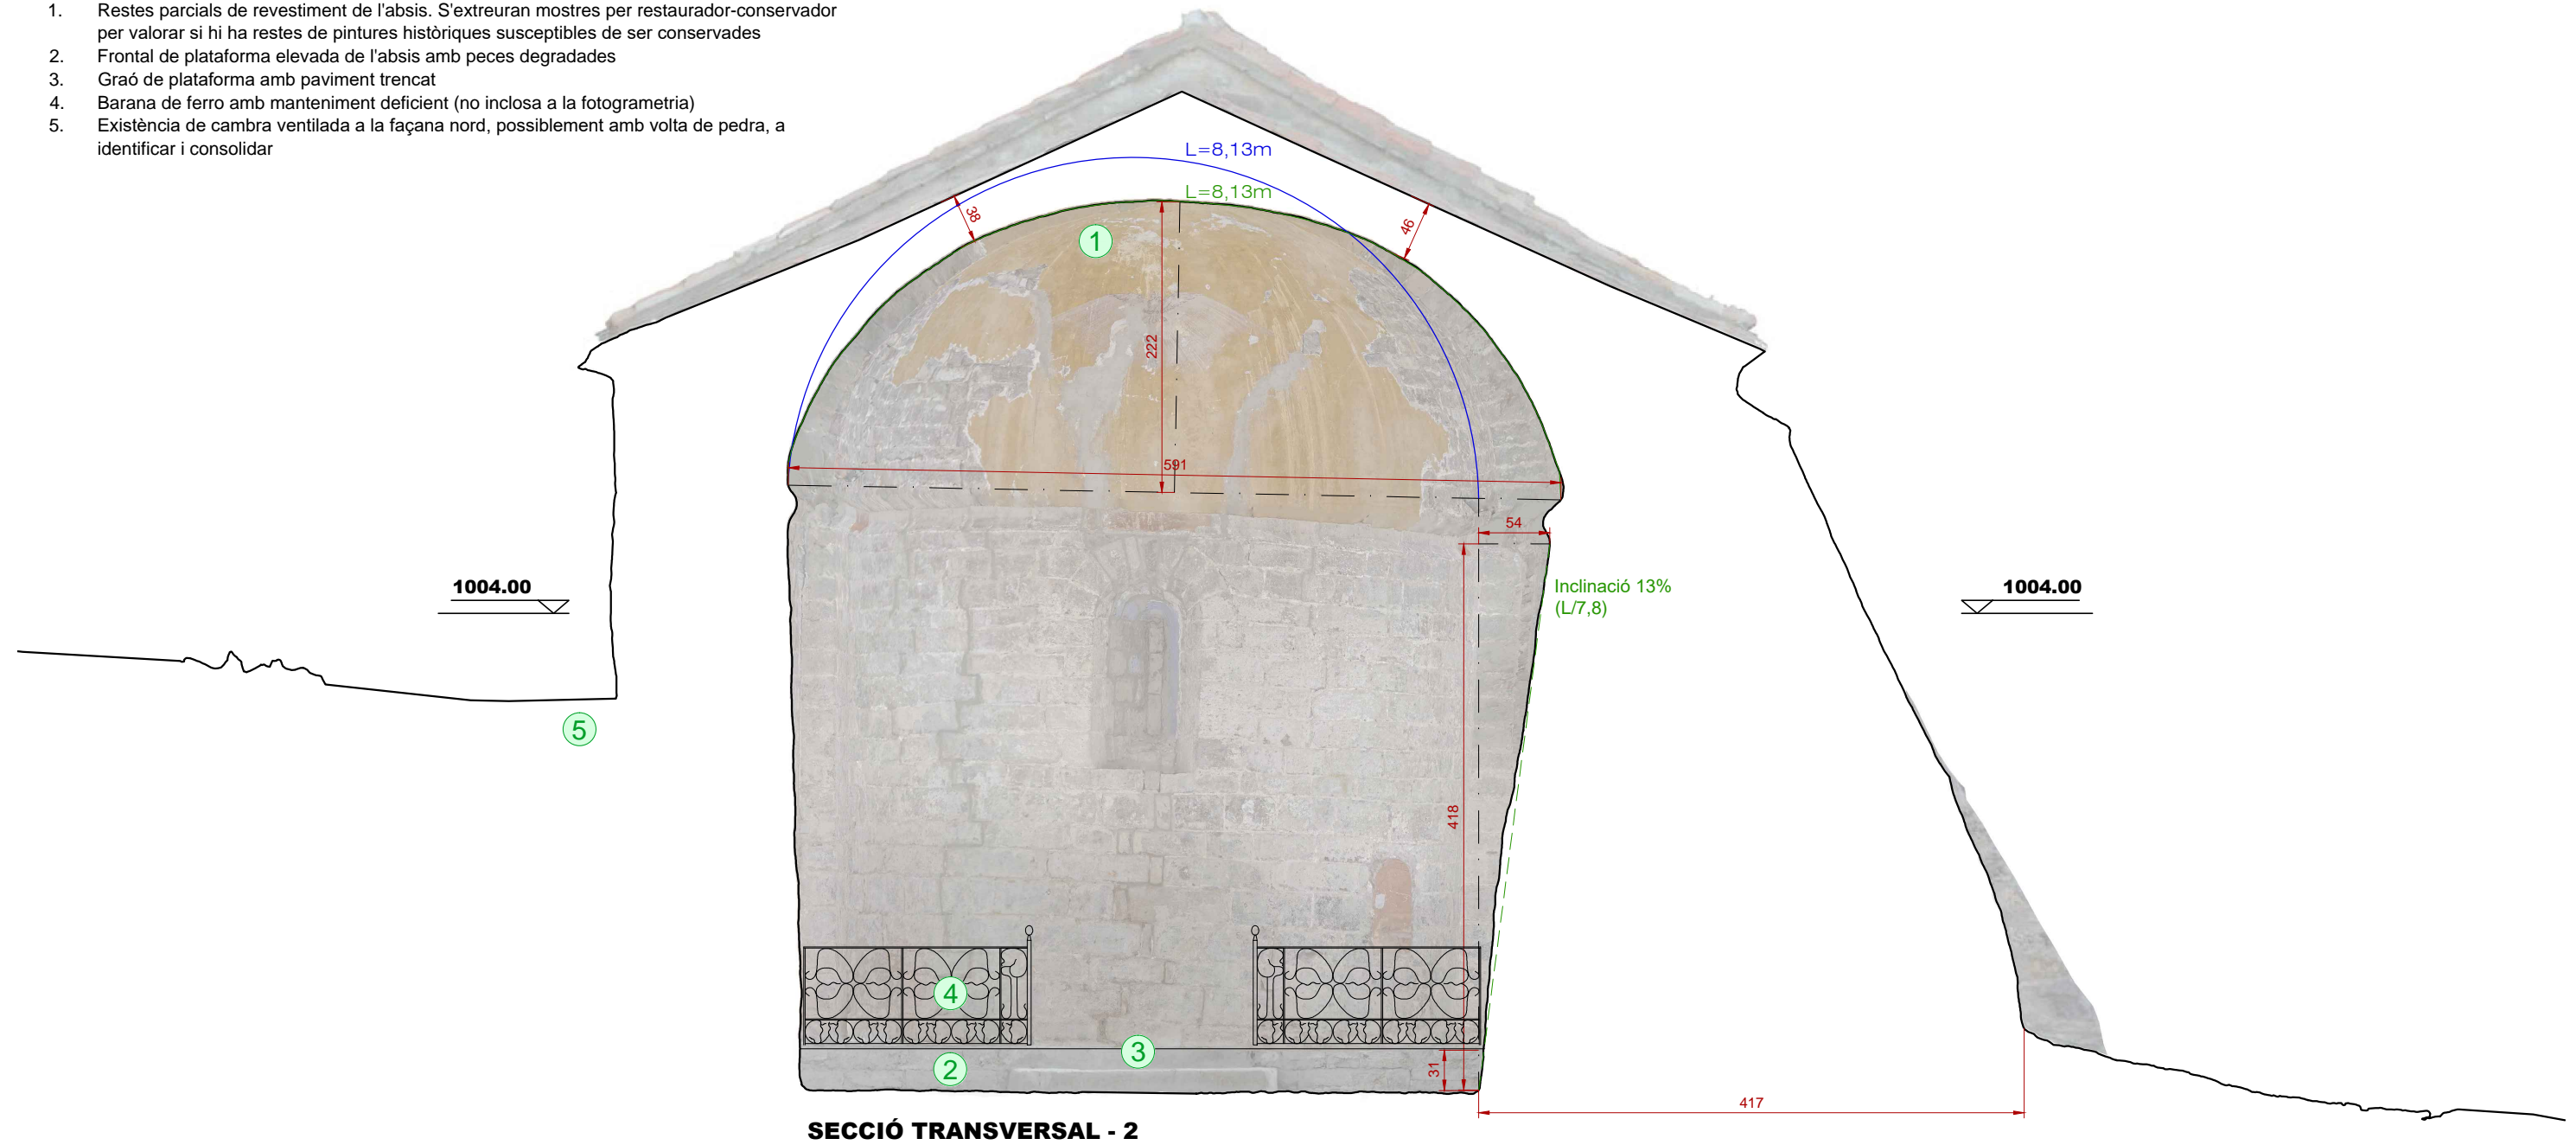 1. Restes parcials de revestiment de l'absis. S'extreuran mostres per restaurador-conservador
per valorar si hi ha restes de pintures històriques susceptibles de ser conservades
2. Frontal de plataforma elevada de l'absis amb peces degradades
3. Graó de plataforma amb paviment trencat
4. Barana de ferro amb manteniment deficient (no inclosa a la fotogrametria)
5. Existència de cambra ventilada a la façana nord, possiblement amb volta de pedra, a
identificar i consolidar
L=8,13m
L=8,13m
38
46
1
222
591
54
1004.00
Inclinació 13%
(L/7,8)
1004.00
5
418
4
3
2
31
417
SECCIÓ TRANSVERSAL - 2